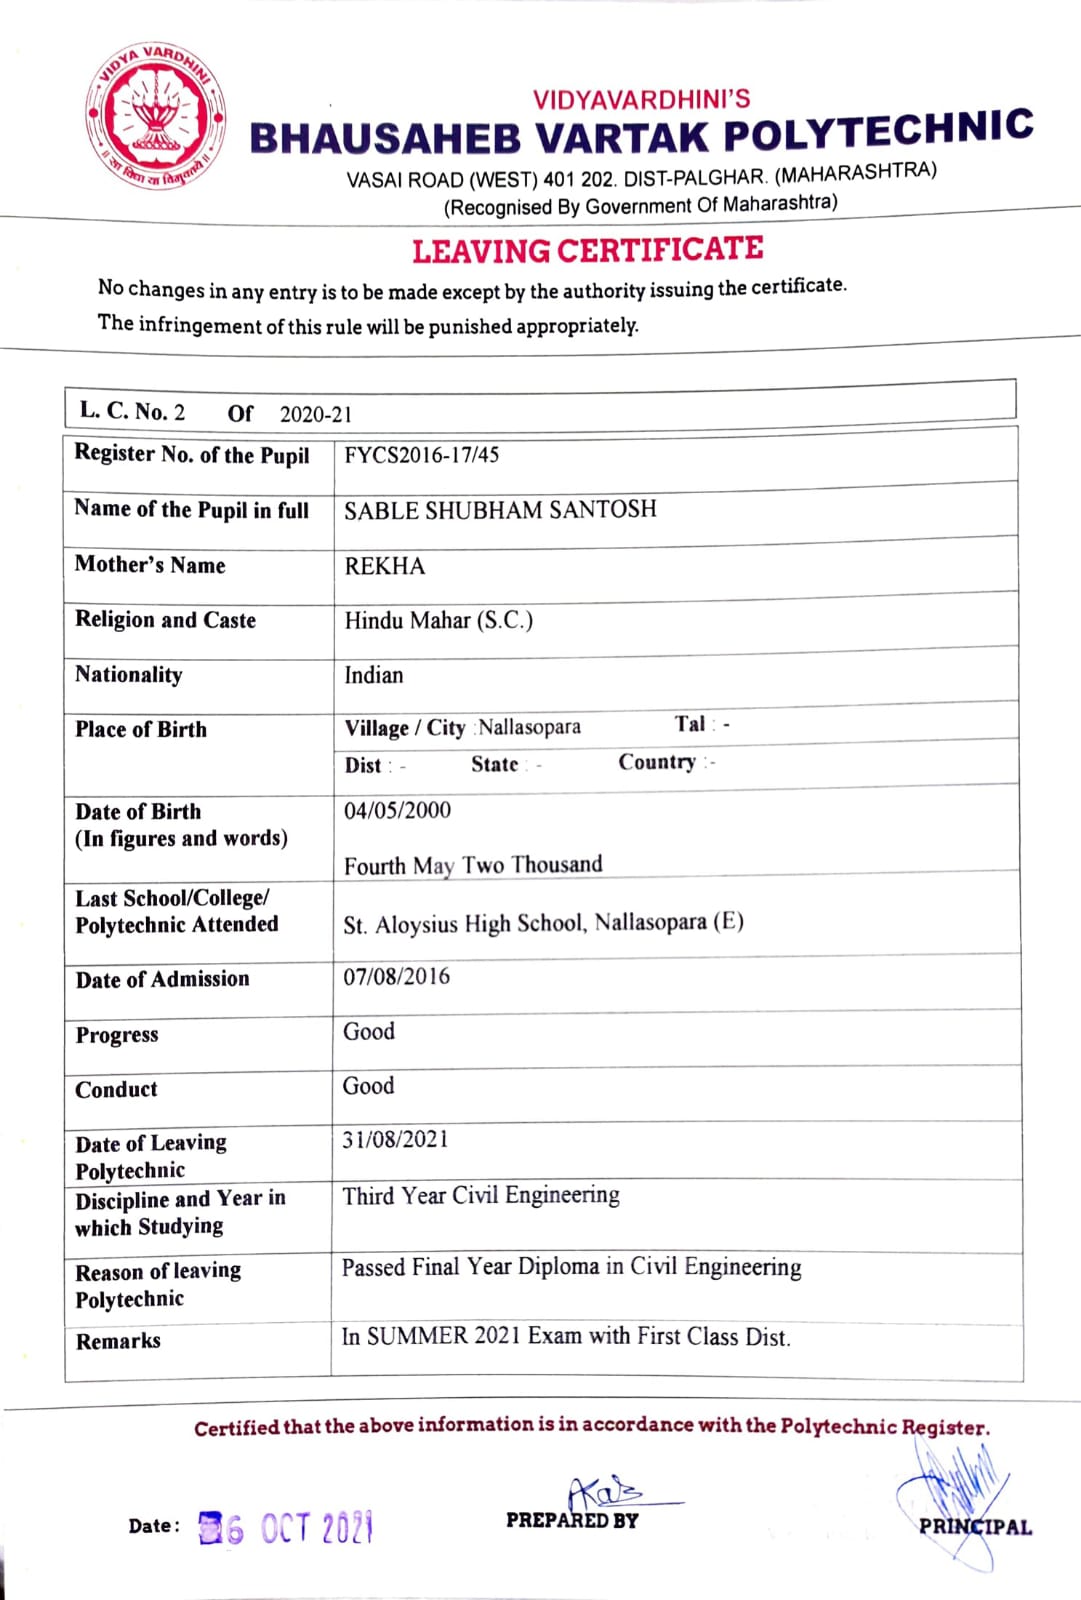 VIDYA VARDHINI
॥ सा विद्या या विमुक्तये ॥
VIDYAVARDHINI'S
BHAUSAHEB VARTAK POLYTECHNIC
VASAI ROAD (WEST) 401 202. DIST-PALGHAR. (MAHARASHTRA)
(Recognised By Government Of Maharashtra)
LEAVING CERTIFICATE
No changes in any entry is to be made except by the authority issuing the certificate.
The infringement of this rule will be punished appropriately.
L. C. No. 2 Of 2020-21
Register No. of the Pupil FYCS2016-17/45
Name of the Pupil in full SABLE SHUBHAM SANTOSH
Mother's Name REKHA
Religion and Caste Hindu Mahar (S.C.)
Nationality Indian
Place of Birth Village / City :Nallasopara Tal : -
Dist : - State : - Country :-
Date of Birth 04/05/2000
(In figures and words)
Fourth May Two Thousand
Last School/College/
Polytechnic Attended St. Aloysius High School, Nallasopara (E)
Date of Admission 07/08/2016
Progress Good
Conduct Good
Date of Leaving 31/08/2021
Polytechnic
Discipline and Year in Third Year Civil Engineering
which Studying
Reason of leaving Passed Final Year Diploma in Civil Engineering
Polytechnic
Remarks In SUMMER 2021 Exam with First Class Dist.
Certified that the above information is in accordance with the Polytechnic Register.
Date: 6 OCT 2021 PREPARED BY PRINCIPAL